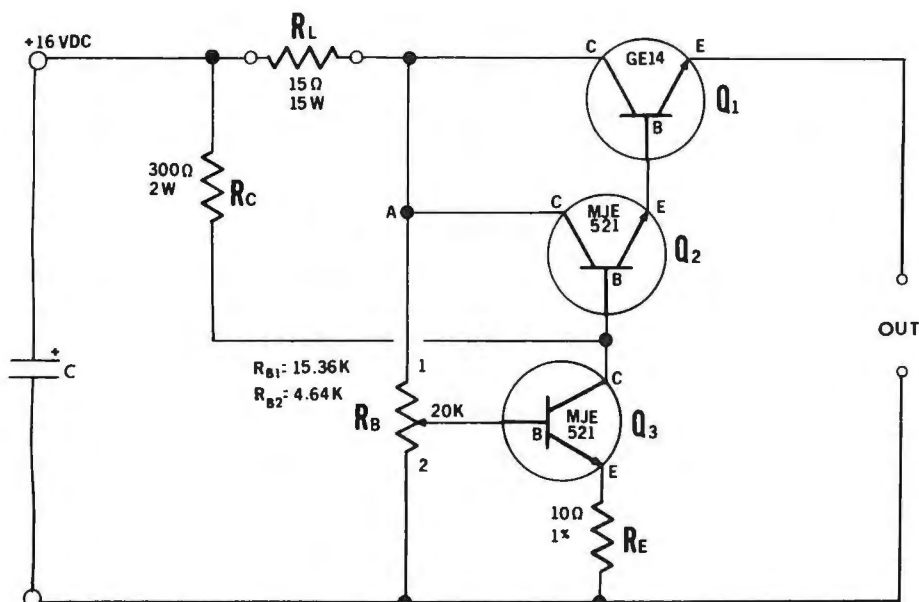 +16 VDC
RL
15Ω
15W
C
E
GE14
B
Q1
300Ω
2W
RC
A
C
E
MJE
521
B
Q2
OUT
+
C
RB1= 15.36K
RB2= 4.64K
1
RB
20K
2
C
MJE
521
B
E
Q3
10Ω
1%
RE